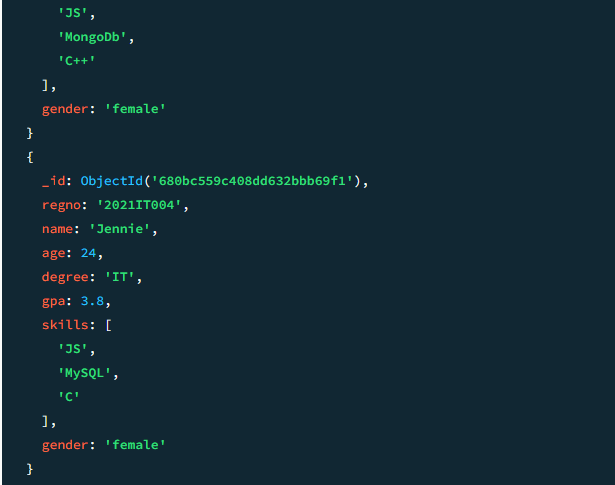 'JS',
'MongoDb',
'C++'
],
gender: 'female'
}
{
_id: ObjectId('680bc559c408dd632bbb69f1'),
regno: '2021IT004',
name: 'Jennie',
age: 24,
degree: 'IT',
gpa: 3.8,
skills: [
'JS',
'MySQL',
'C'
],
gender: 'female'
}